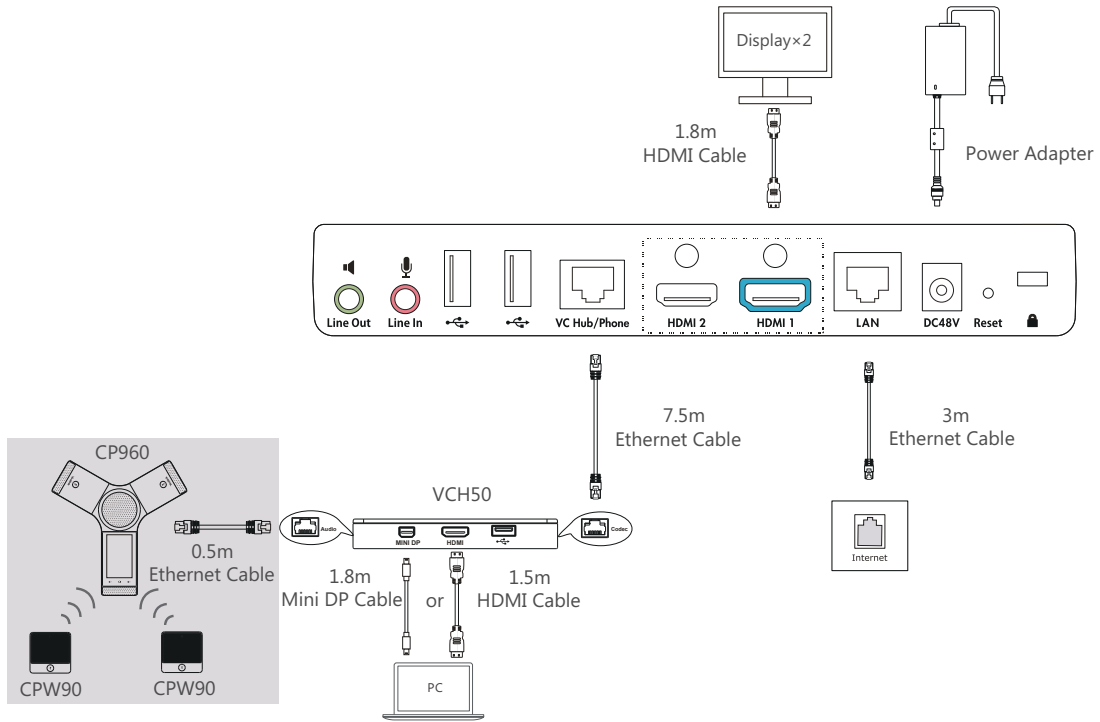 Display×2
1.8m
HDMI Cable
Power Adapter
Line Out
Line In
VC Hub/Phone
HDMI 2
HDMI 1
LAN
DC48V
Reset
7.5m
Ethernet Cable
3m
Ethernet Cable
CP960
VCH50
Audio
MINI DP
HDMI
Codec
Internet
0.5m
Ethernet Cable
1.8m
Mini DP Cable
or
1.5m
HDMI Cable
CPW90
CPW90
PC